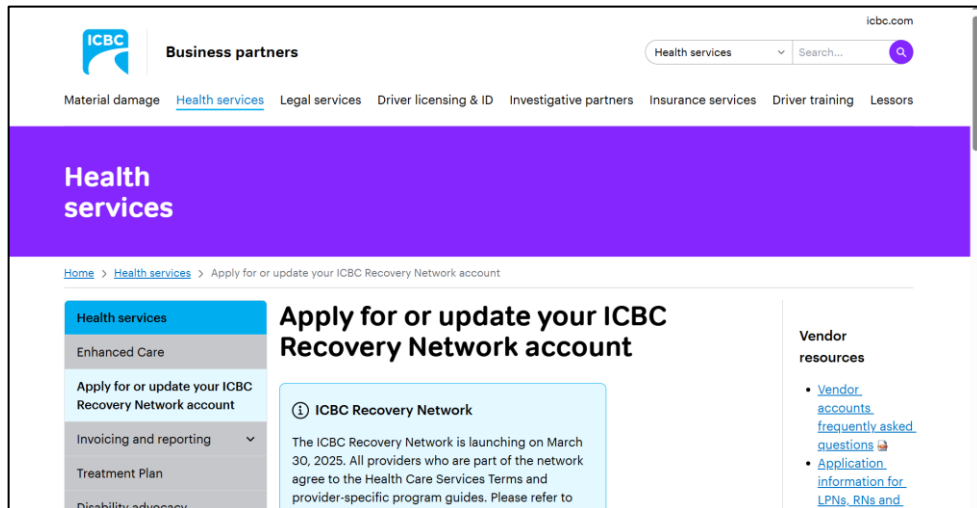 icbc.com
ICBC
Business partners
Health services
Search...
Material damage Health services Legal services Driver licensing & ID Investigative partners Insurance services Driver training Lessors
Health
services
Home > Health services > Apply for or update your ICBC Recovery Network account
Health services
Enhanced Care
Apply for or update your ICBC
Recovery Network account
Invoicing and reporting
Treatment Plan
Disability advocacy
Apply for or update your ICBC
Recovery Network account
ICBC Recovery Network
The ICBC Recovery Network is launching on March
30, 2025. All providers who are part of the network
agree to the Health Care Services Terms and
provider-specific program guides. Please refer to
Vendor
resources
Vendor
accounts
frequently asked
questions
Application
information for
LPNs, RNs and